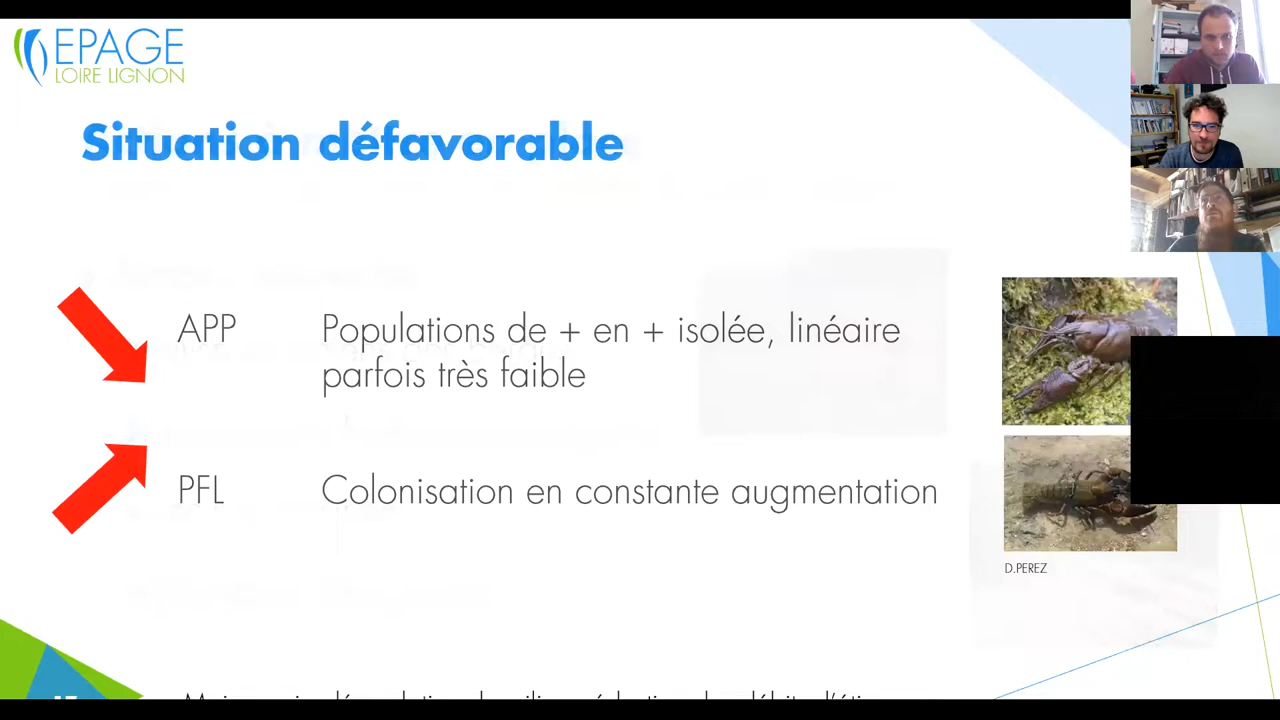 EPAGE
LOIRE LIGNON
Situation défavorable
APP
Populations de + en + isolée, linéaire
parfois très faible
PFL
Colonisation en constante augmentation
D.PEREZ